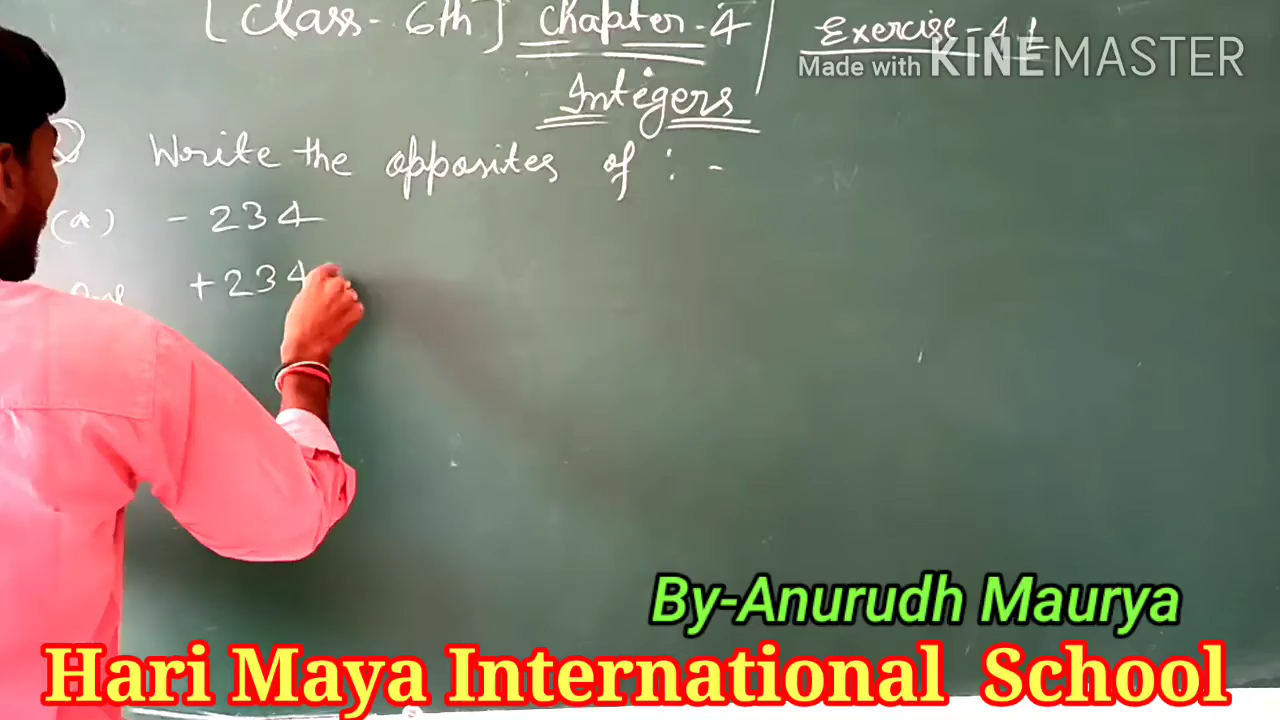 [Class - 6th] Chapter - 4 Exercise - 4.1
Made with KINEMASTER
Integers
Q Write the opposites of : -
(a) - 234
Ans + 234
By-Anurudh Maurya
Hari Maya International School